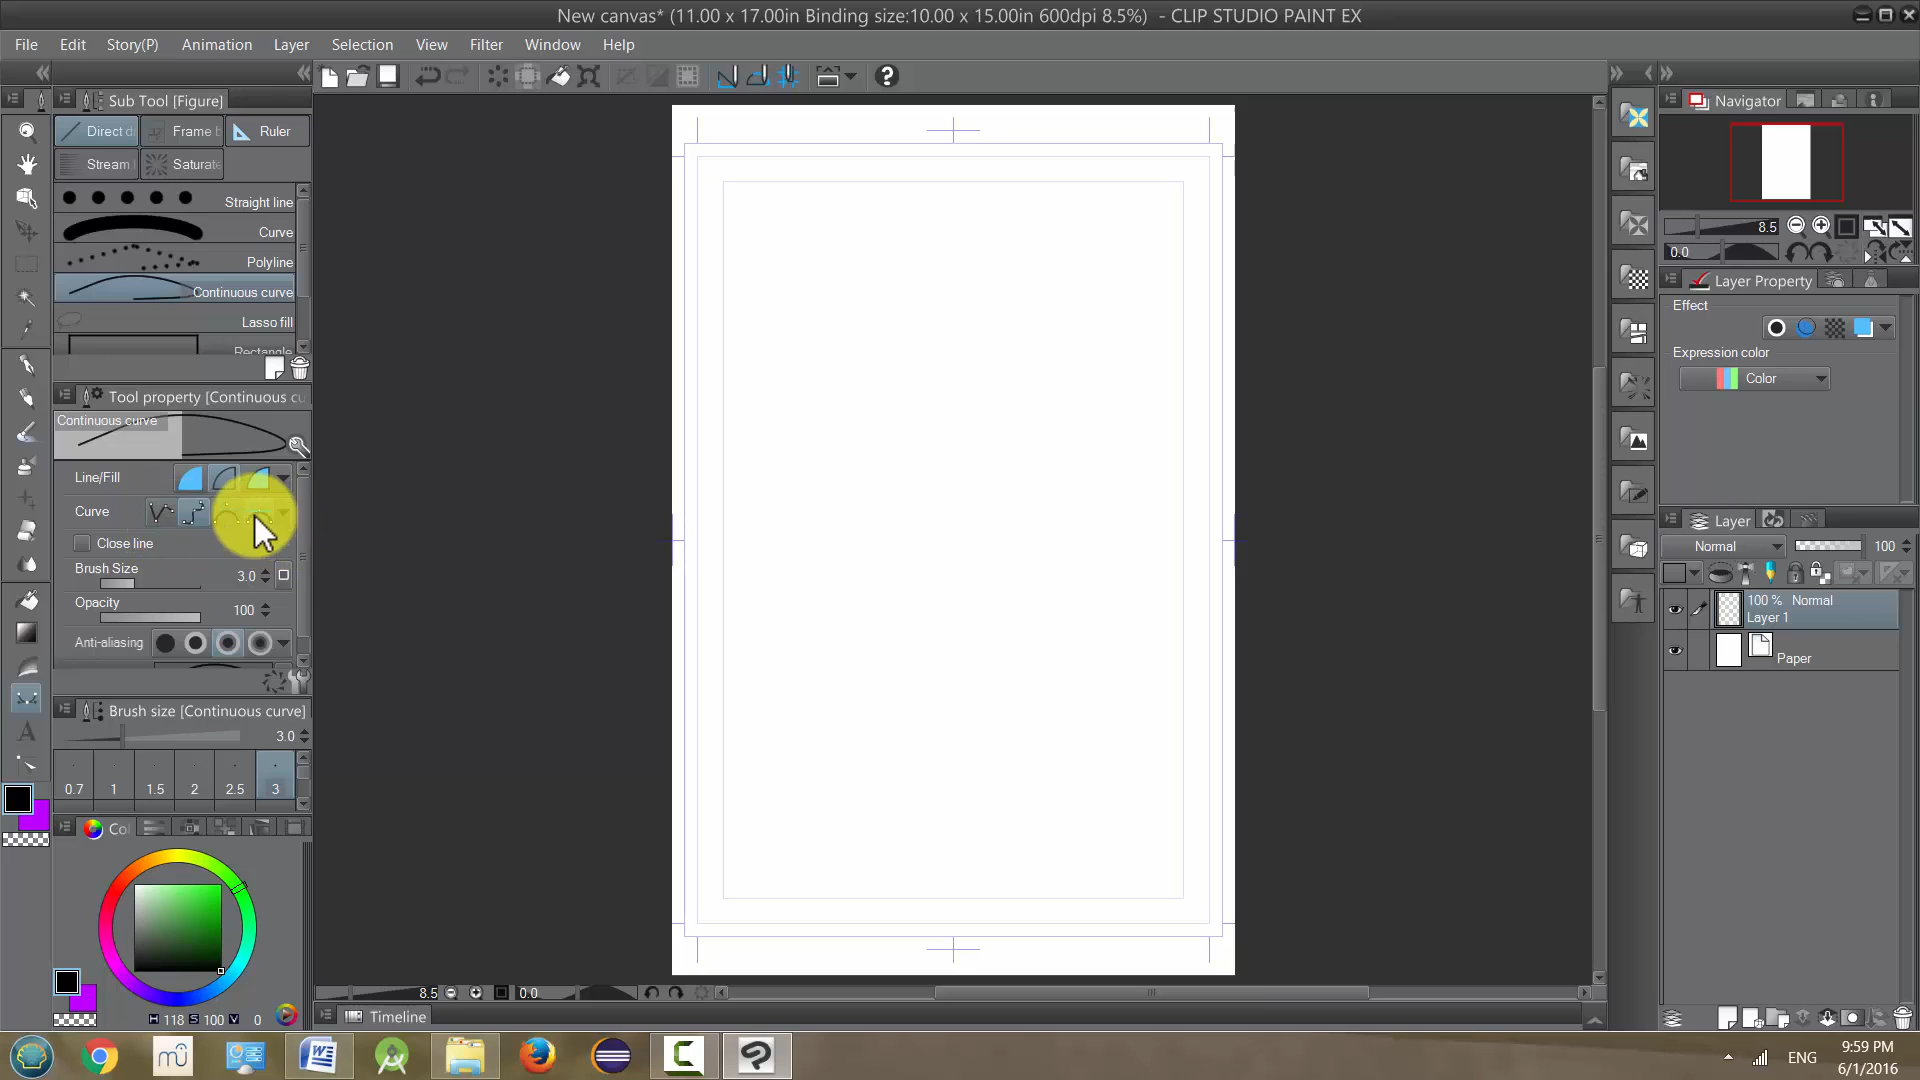 New canvas* (11.00 x 17.00in Binding size:10.00 x 15.00in 600dpi 8.5%) - CLIP STUDIO PAINT EX
File Edit Story(P) Animation Layer Selection View Filter Window Help
Sub Tool [Figure]
Direct d Frame b Ruler
Stream Saturate
Straight line
Curve
Polyline
Continuous curve
Lasso fill
Rectangle
Tool property [Continuous cu
Continuous curve
Line/Fill
Curve
Close line
Brush Size 3.0
Opacity 100
Anti-aliasing
Brush size [Continuous curve]
3.0
0.7 1 1.5 2 2.5 3
Col
H 118 S 100 V 0
8.5 0.0
Timeline
Navigator
8.5
0.0
Layer Property
Effect
Expression color
Color
Layer
Normal 100
100 % Normal
Layer 1
Paper
ENG
9:59 PM
6/1/2016